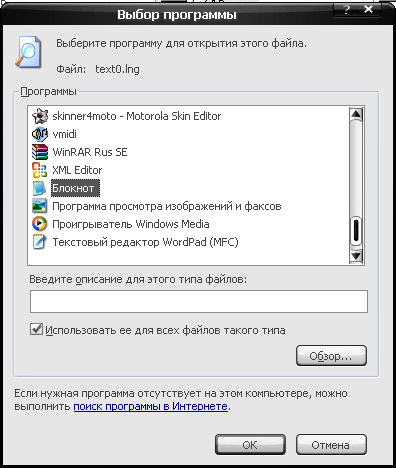 Выбор программы
Выберите программу для открытия этого файла.
Файл: text0.lng
Программы
skinner4moto - Motorola Skin Editor
vmidi
WinRAR Rus SE
XML Editor
Блокнот
Программа просмотра изображений и факсов
Проигрыватель Windows Media
Текстовый редактор WordPad (MFC)
Введите описание для этого типа файлов:
Использовать ее для всех файлов такого типа
Обзор...
Если нужная программа отсутствует на этом компьютере, можно
выполнить поиск программы в Интернете.
OK
Отмена